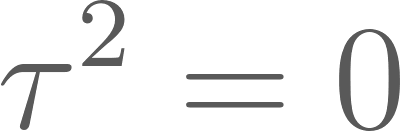 τ² = 0